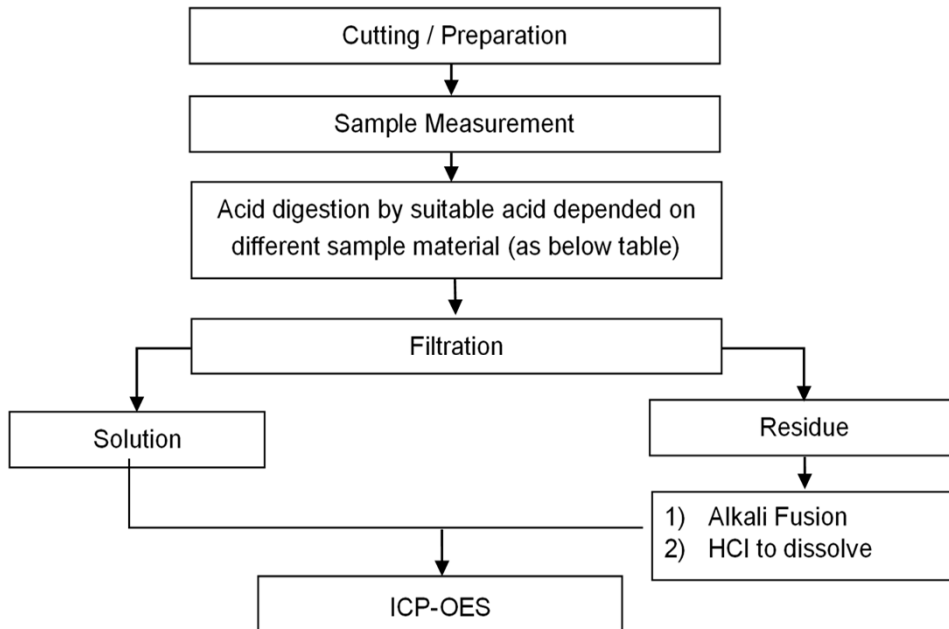 Cutting / Preparation
Sample Measurement
Acid digestion by suitable acid depended on
different sample material (as below table)
Filtration
Solution
Residue
1) Alkali Fusion
2) HCl to dissolve
ICP-OES